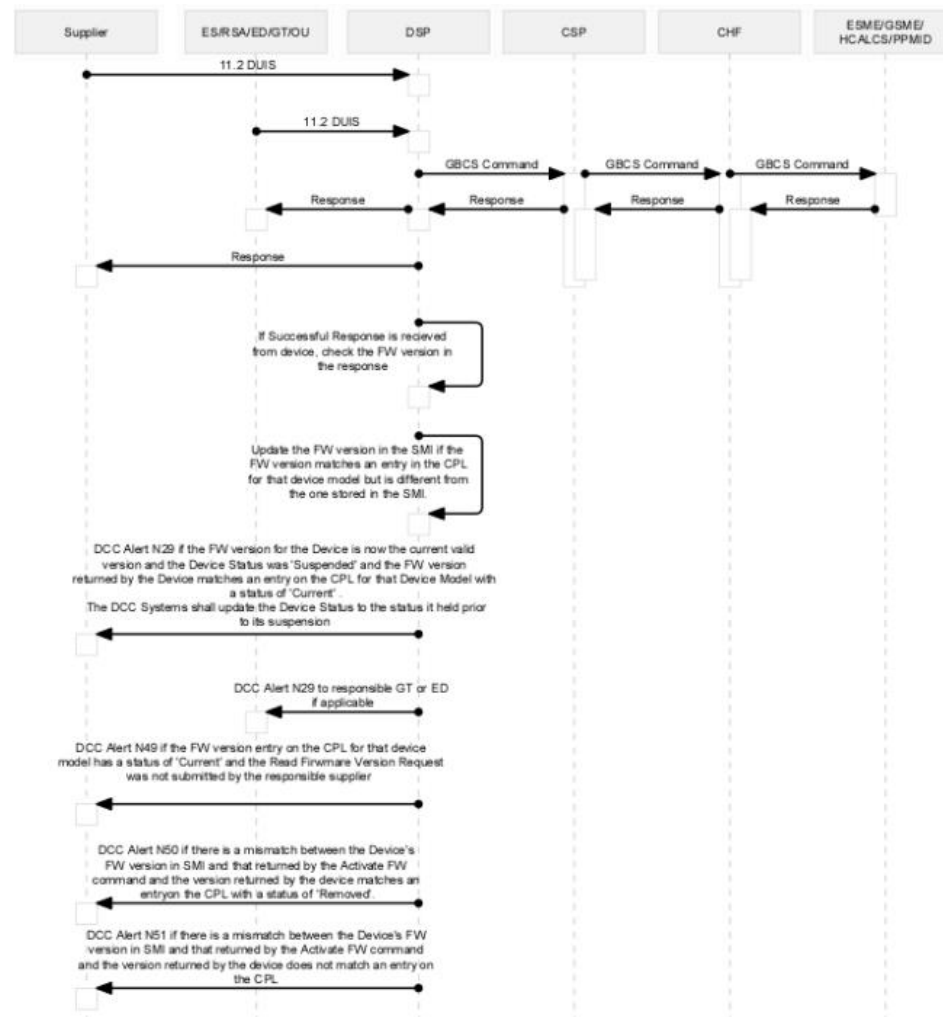 Supplier
ES/RSA/ED/GT/OU
DSP
CSP
CHF
ESME/GSME/
HCALCS/PPMID
11.2 DUIS
11.2 DUIS
GBCS Command
GBCS Command
GBCS Command
Response
Response
Response
Response
Response
If Successful Response is recieved
from device, check the FW version in
the response
Update the FW version in the SMI if the
FW version matches an entry in the CPL
for that device model but is different from
the one stored in the SMI.
DCC Alert N29 if the FW version for the Device is now the current valid
version and the Device Status was 'Suspended' and the FW version
returned by the Device matches an entry on the CPL for that Device Model with
a status of 'Current' .
The DCC Systems shall update the Device Status to the status it held prior
to its suspension
DCC Alert N29 to responsible GT or ED
if applicable
DCC Alert N49 if the FW version entry on the CPL for that device
model has a status of 'Current' and the Read Firwmare Version Request
was not submitted by the responsible supplier
DCC Alert N50 if there is a mismatch between the Device's
FW version in SMI and that returned by the Activate FW
command and the version returned by the device matches an
entryon the CPL with a status of 'Removed'.
DCC Alert N51 if there is a mismatch between the Device's FW
version in SMI and that returned by the Activate FW command
and the version returned by the device does not match an entry on
the CPL